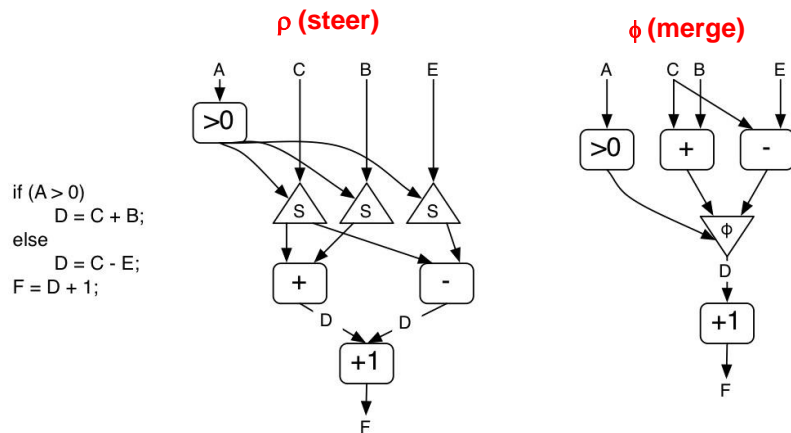 ρ (steer)
ϕ (merge)
A C B E
>0
S S S
+ -
D D
+1
F
if (A > 0)
D = C + B;
else
D = C - E;
F = D + 1;
A C B E
>0 + -
ϕ
D
+1
F